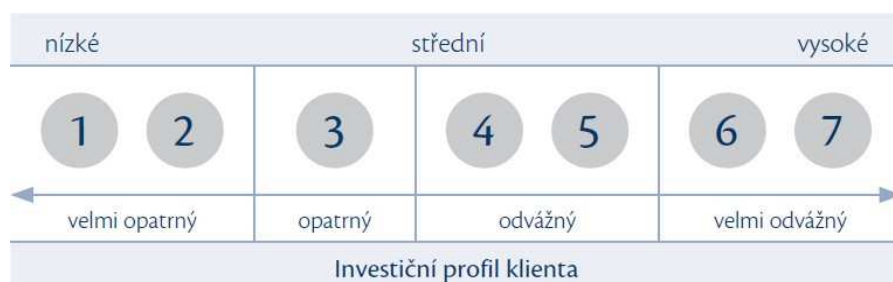 nízké střední vysoké
1 2 3 4 5 6 7
velmi opatrný opatrný odvážný velmi odvážný
Investiční profil klienta